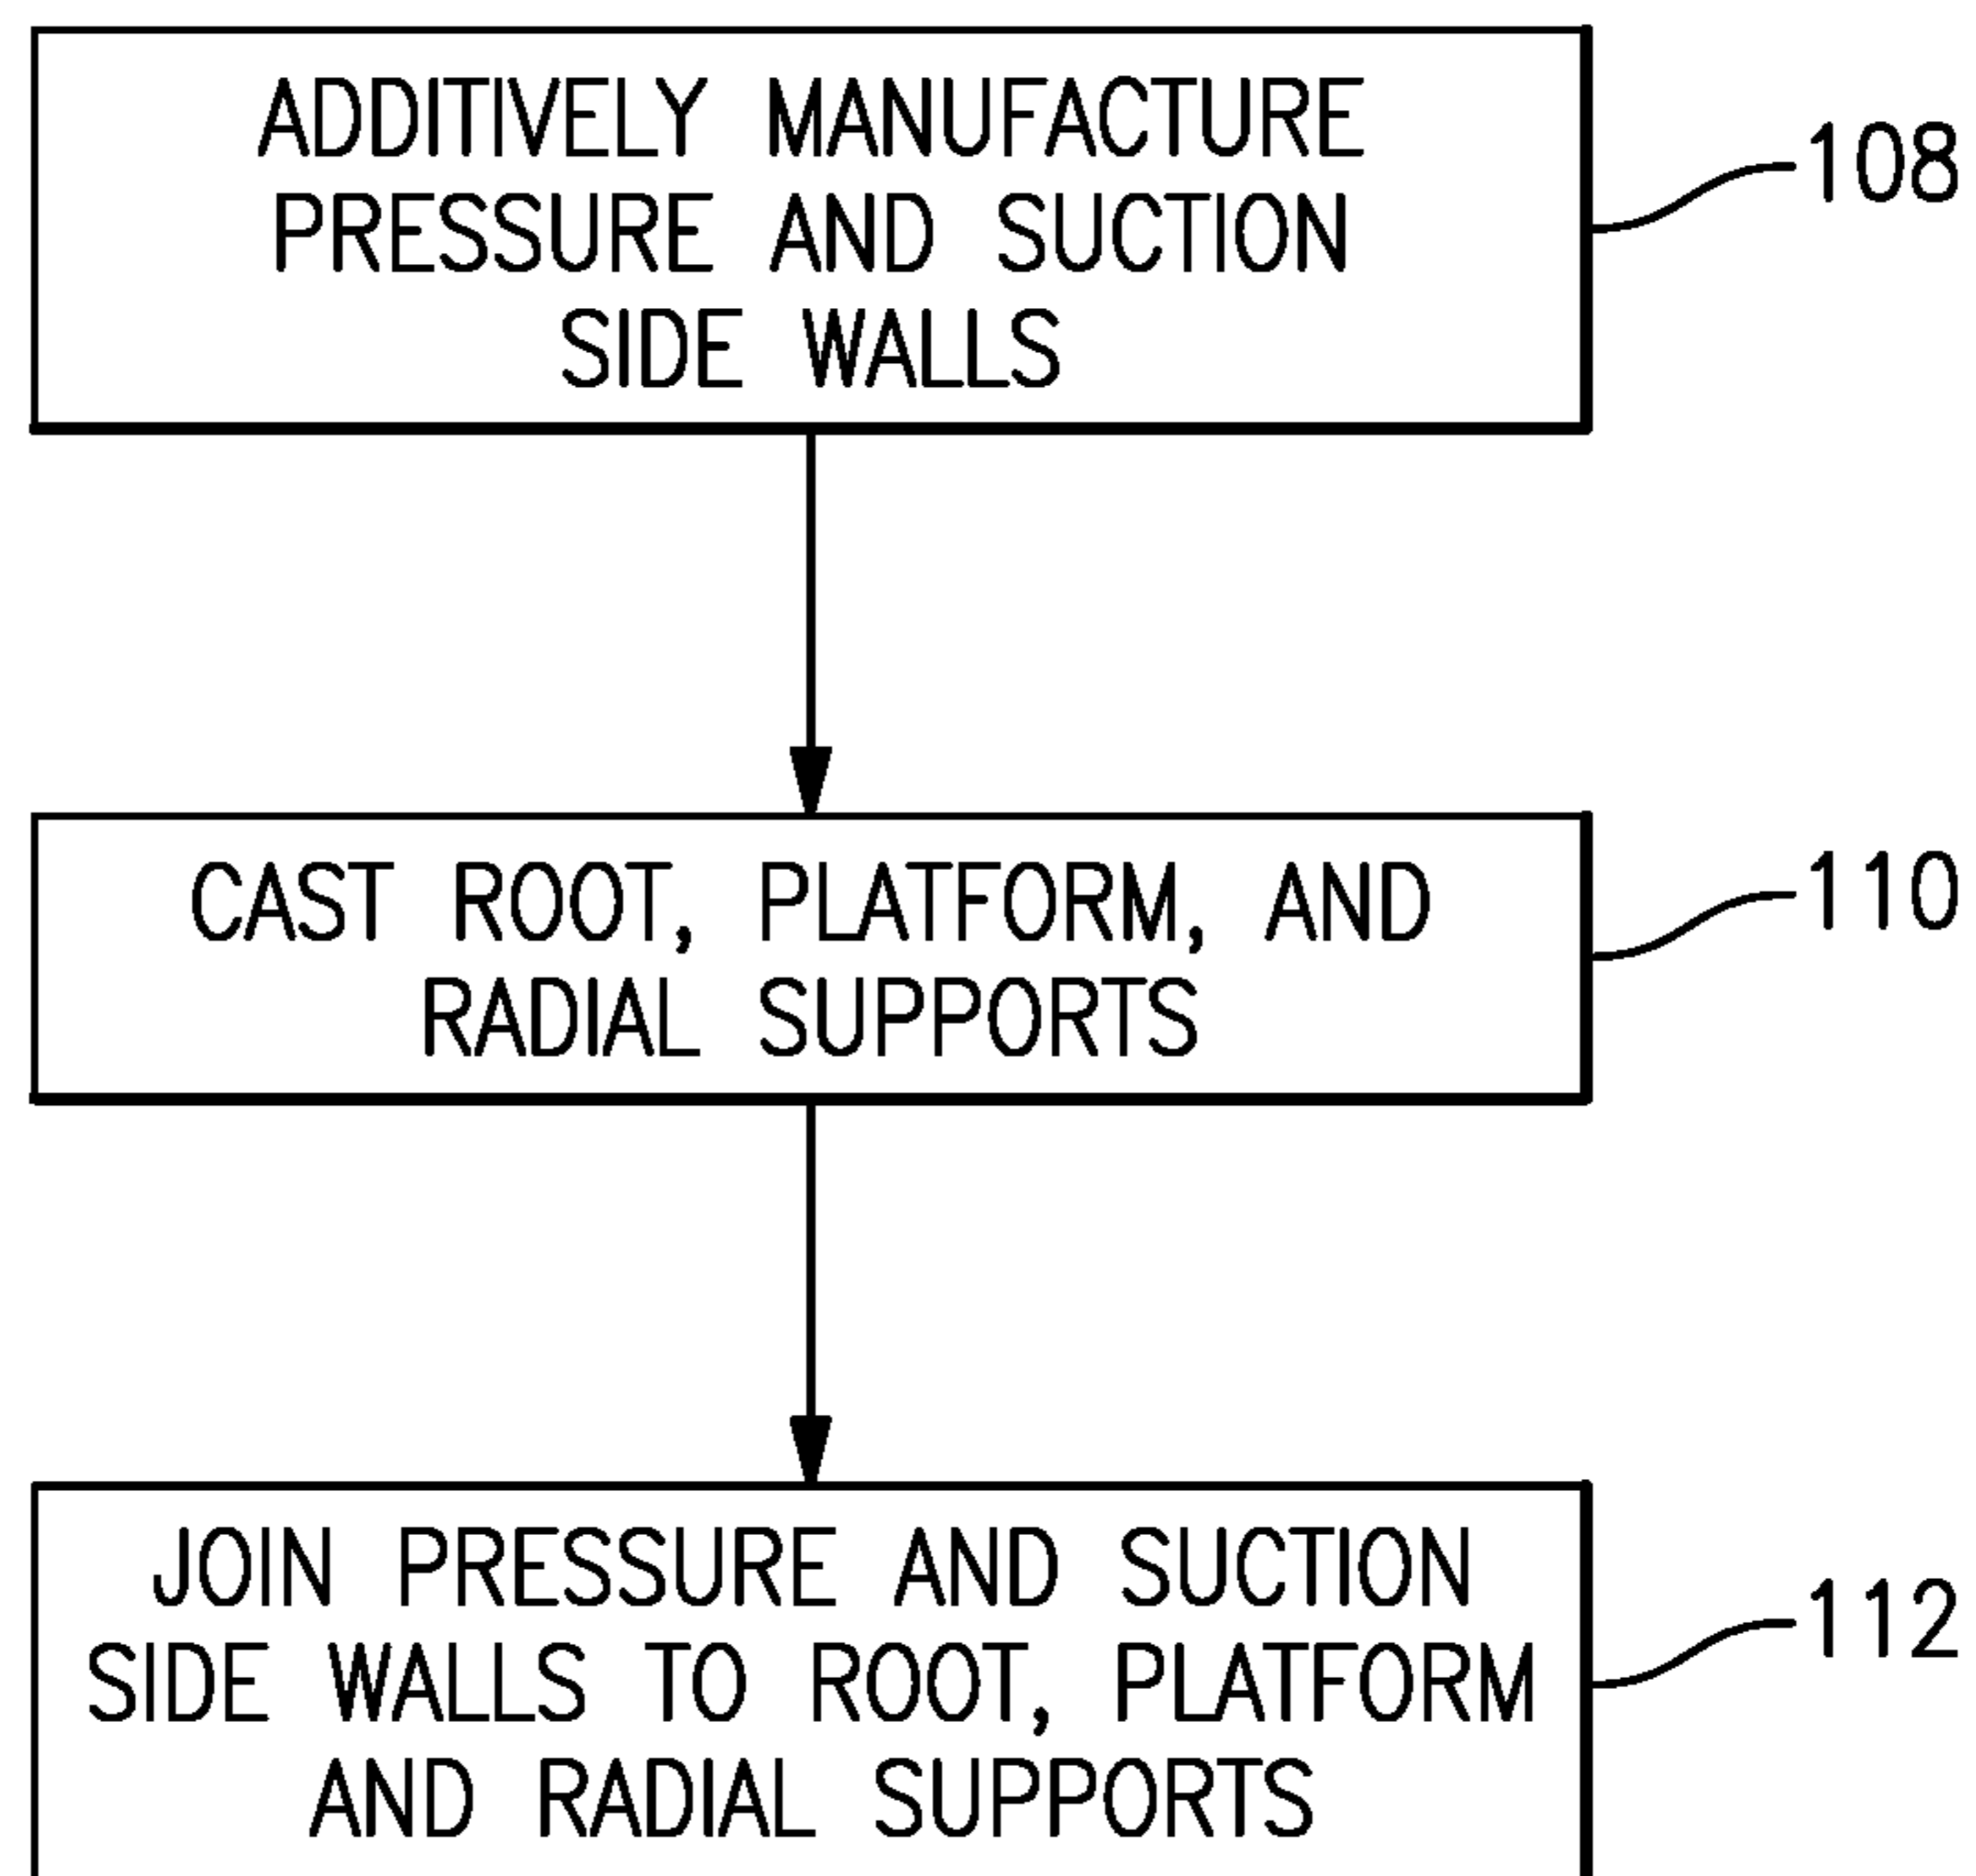 ADDITIVELY MANUFACTURE
PRESSURE AND SUCTION
SIDE WALLS
108
CAST ROOT, PLATFORM, AND
RADIAL SUPPORTS
110
JOIN PRESSURE AND SUCTION
SIDE WALLS TO ROOT, PLATFORM
AND RADIAL SUPPORTS
112